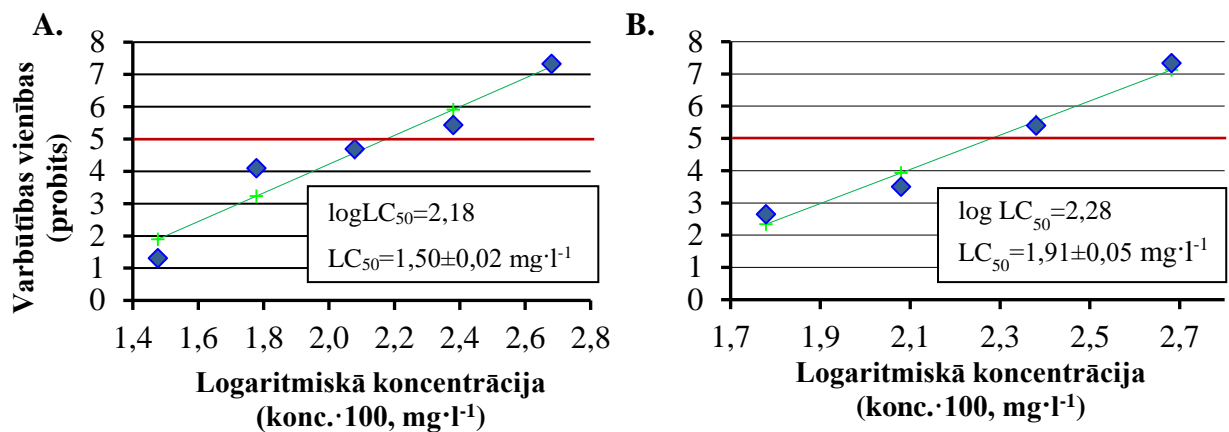 A.
8
7
6
5
4
3
2
1
0
Varbūtības vienības
(probits)
logLC₅₀=2,18
LC₅₀=1,50±0,02 mg·l⁻¹
1,4 1,6 1,8 2,0 2,2 2,4 2,6 2,8
Logaritmiskā koncentrācija
(konc.·100, mg·l⁻¹)
B.
8
7
6
5
4
3
2
1
0
log LC₅₀=2,28
LC₅₀=1,91±0,05 mg·l⁻¹
1,7 1,9 2,1 2,3 2,5 2,7
Logaritmiskā koncentrācija
(konc.·100, mg·l⁻¹)